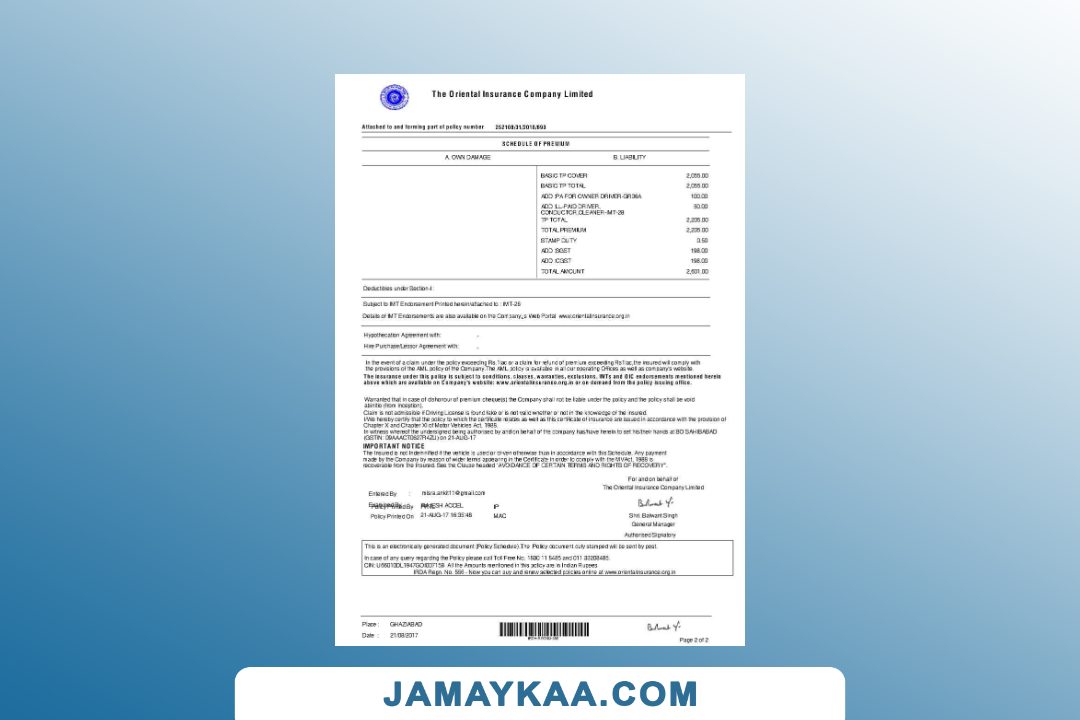 The Oriental Insurance Company Limited
Attached to and forming part of policy number
SCHEDULE OF PREMIUM
A. OWN DAMAGE B. LIABILITY
BASIC TP COVER 2,055.00
BASIC TP TOTAL 2,055.00
ADD :PA FOR OWNER DRIVER-GR36A 100.00
ADD :LL-PAID DRIVER, 50.00
CONDUCTOR,CLEANER-IMT-28
TP TOTAL 2,205.00
TOTAL PREMIUM 2,205.00
STAMP DUTY 0.50
ADD :SGST 198.00
ADD :CGST 198.00
TOTAL AMOUNT 2,601.00
Deductibles under Section-I:
Subject to IMT Endorsement Printed herein/attached to : IMT-28
Details of IMT Endorsements are also available on the Company,s Web Portal www.orientalinsurance.org.in
Hypothecation Agreement with: -
Hire Purchase/Lessor Agreement with: -
In the event of a claim under the policy exceeding Rs 1lac or a claim for refund of premium exceeding Rs1lac,the insured will comply with
the provisions of the AML policy of the Company.The AML policy is available in all our operating Offices as well as company's website.
The insurance under this policy is subject to conditions, clauses, warranties, exclusions, IMTs and OIC endorsements mentioned herein
above which are available on Company's website: www.orientalinsurance.org.in or on demand from the policy issuing office.
Warranted that in case of dishonour of premium cheque(s) the Company shall not be liable under the policy and the policy shall be void
abinitio (from inception).
Claim is not admissible if Driving License is found fake or is not valid whether or not in the knowledge of the insured.
I/We hereby certify that the policy to which the certificate relates as well as this certificate of insurance are issued in accordance with the provision of
Chapter X and Chapter XI of Motor Vehicles Act, 1988.
In witness whereof the undersigned being authorised by and/on behalf of the company has/have herein to set his/their hands at BO SAHIBABAD
on 21-AUG-17
IMPORTANT NOTICE
The Insured is not Indemnified if the vehicle is used or driven otherwise than in accordance with this Schedule. Any payment
made by the Company by reason of wider terms appearing in the Certificate in order to comply with the M.V.Act, 1988 is
recoverable from the Insured. See the Clause headed "AVOIDANCE OF CERTAIN TERMS AND RIGHTS OF RECOVERY".
For and on behalf of
The Oriental Insurance Company Limited
Entered By : misra.ankit11@gmail.com
Policy Printed By IP
Policy Printed On 21-AUG-17 16:35:48 MAC
Shri. Balwant Singh
General Manager
Authorised Signatory
This is an electronically generated document (Policy Schedule).The Policy document duly stamped will be sent by post.
In case of any query regarding the Policy please call Toll Free No. 1800 11 5485 and 011 33208485.
All the Amounts mentioned in this policy are in Indian Rupees
IRDA Regn. No. 556 - Now you can buy and renew selected policies online at www.orientalinsurance.org.in
Place : GHAZIABAD
Date : 21/08/2017
Page 2 of 2
JAMAYKAA.COM